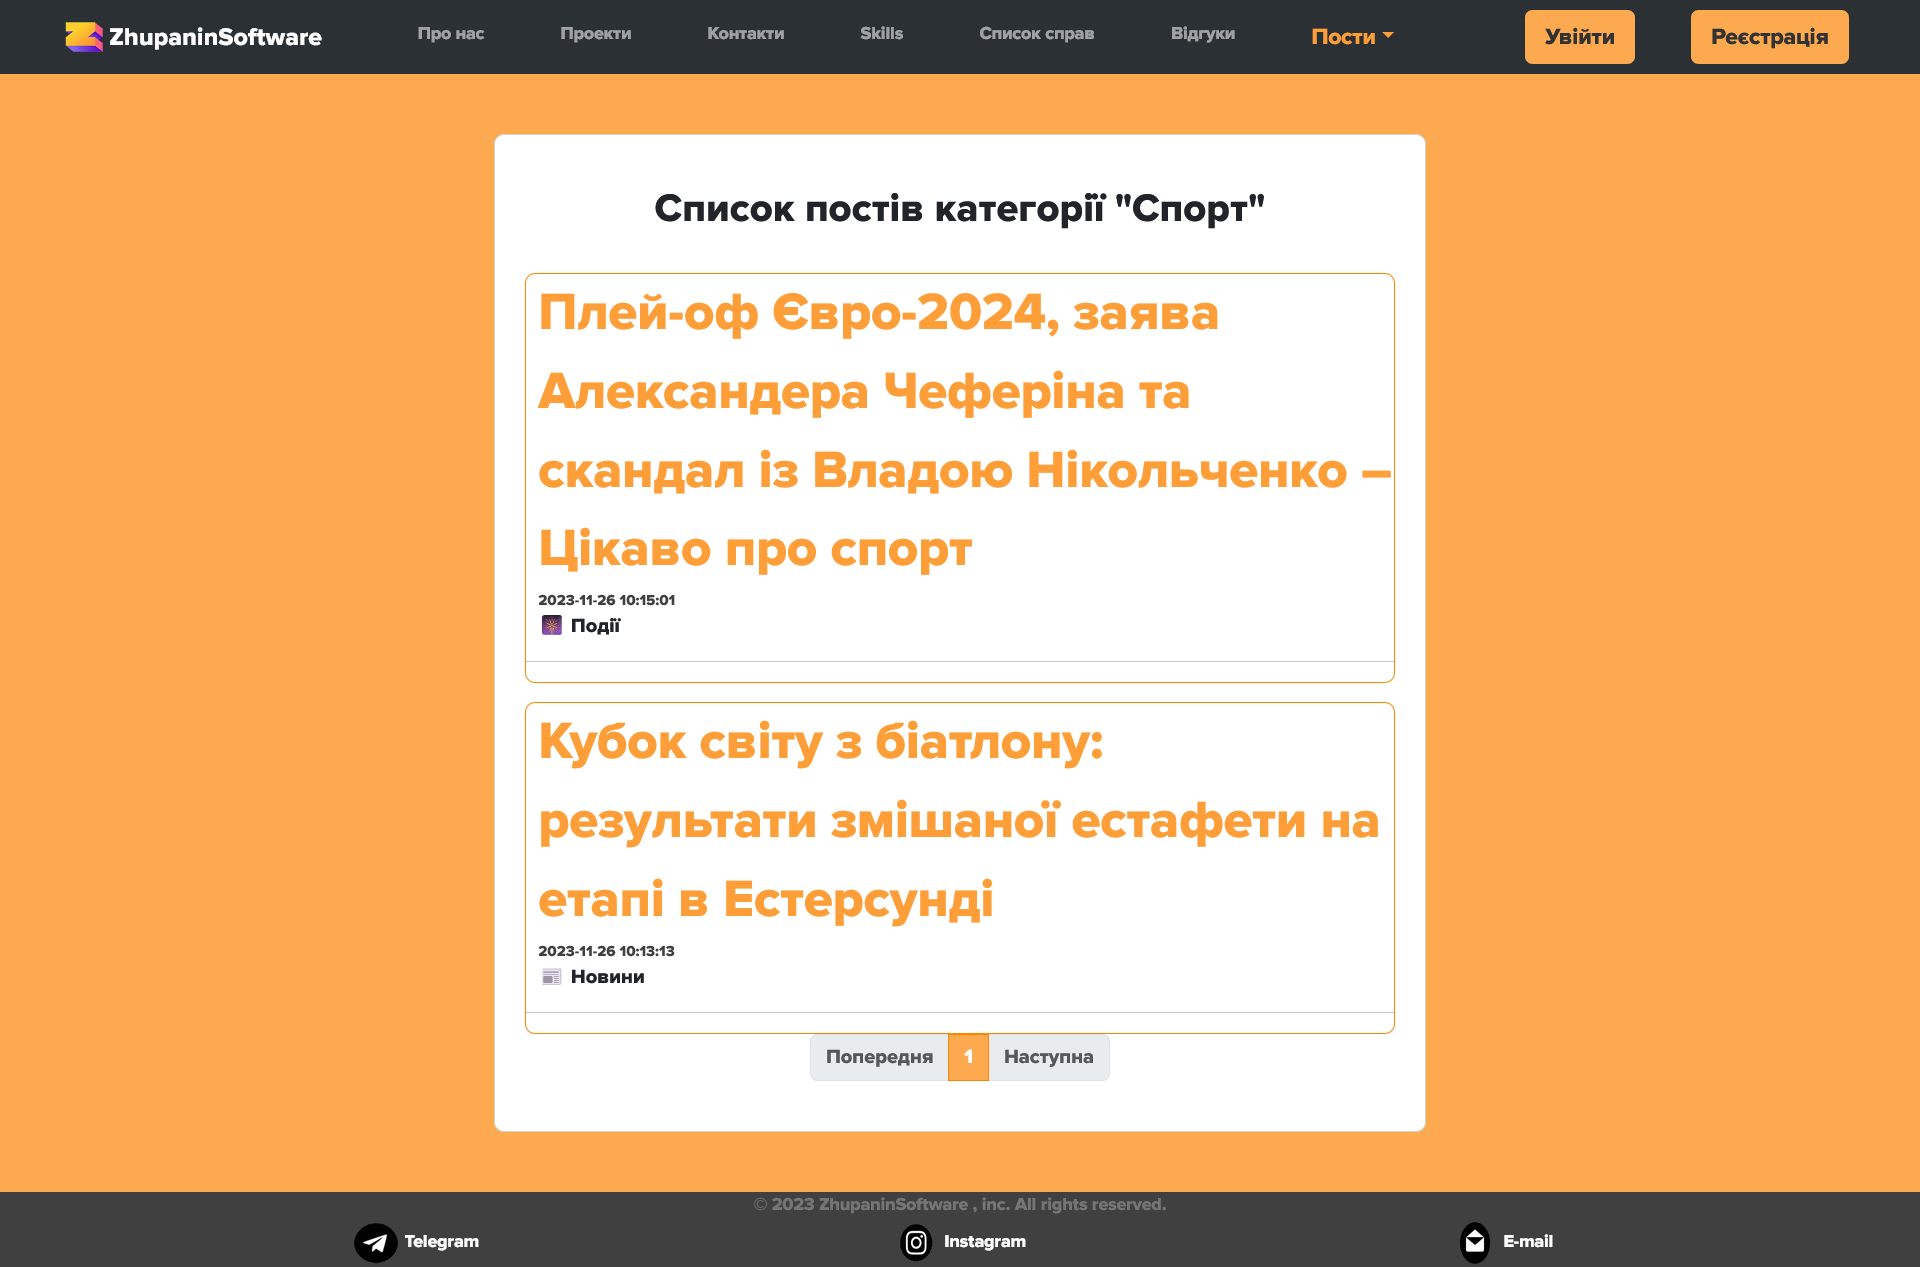 ZhupaninSoftware
Про нас
Проекти
Контакти
Skills
Список справ
Відгуки
Пости
Увійти
Реєстрація
Список постів категорії "Спорт"
Плей-оф Євро-2024, заява
Александера Чеферіна та
скандал із Владою Нікольченко –
Цікаво про спорт
2023-11-26 10:15:01
Події
Кубок світу з біатлону:
результати змішаної естафети на
етапі в Естерсунді
2023-11-26 10:13:13
Новини
Попередня
1
Наступна
© 2023 ZhupaninSoftware , inc. All rights reserved.
Telegram
Instagram
E-mail